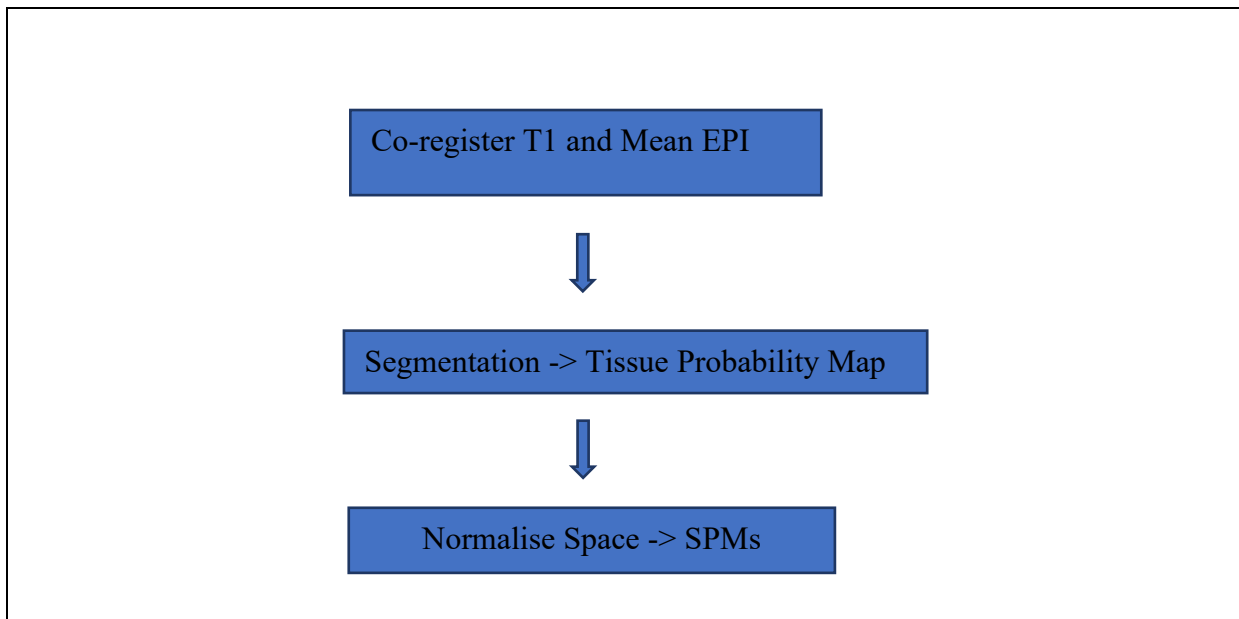 Co-register T1 and Mean EPI
Segmentation -> Tissue Probability Map
Normalise Space -> SPMs